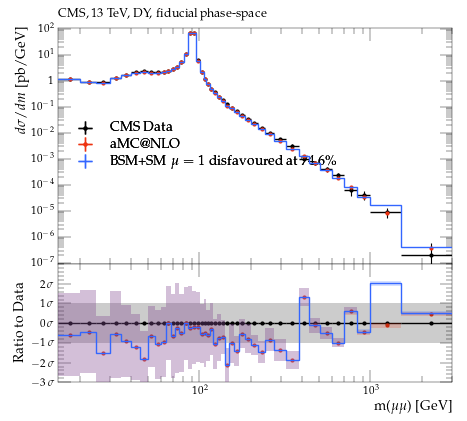 CMS, 13 TeV, DY, fiducial phase-space
dσ/dm [pb/GeV]
10²
10¹
1
10⁻¹
10⁻²
10⁻³
10⁻⁴
10⁻⁵
10⁻⁶
10⁻⁷
CMS Data
aMC@NLO
BSM+SM μ = 1 disfavoured at 74.6%
Ratio to Data
2σ
1σ
0σ
−1σ
−2σ
−3σ
10²
10³
m(μμ) [GeV]